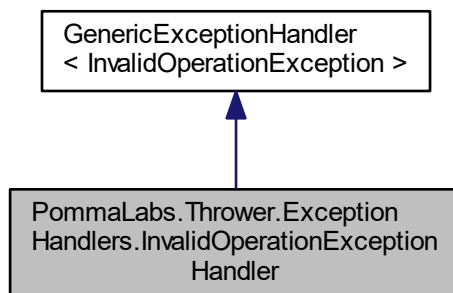 GenericExceptionHandler
< InvalidOperationException >
PommaLabs.Thrower.Exception
Handlers.InvalidOperationException
Handler